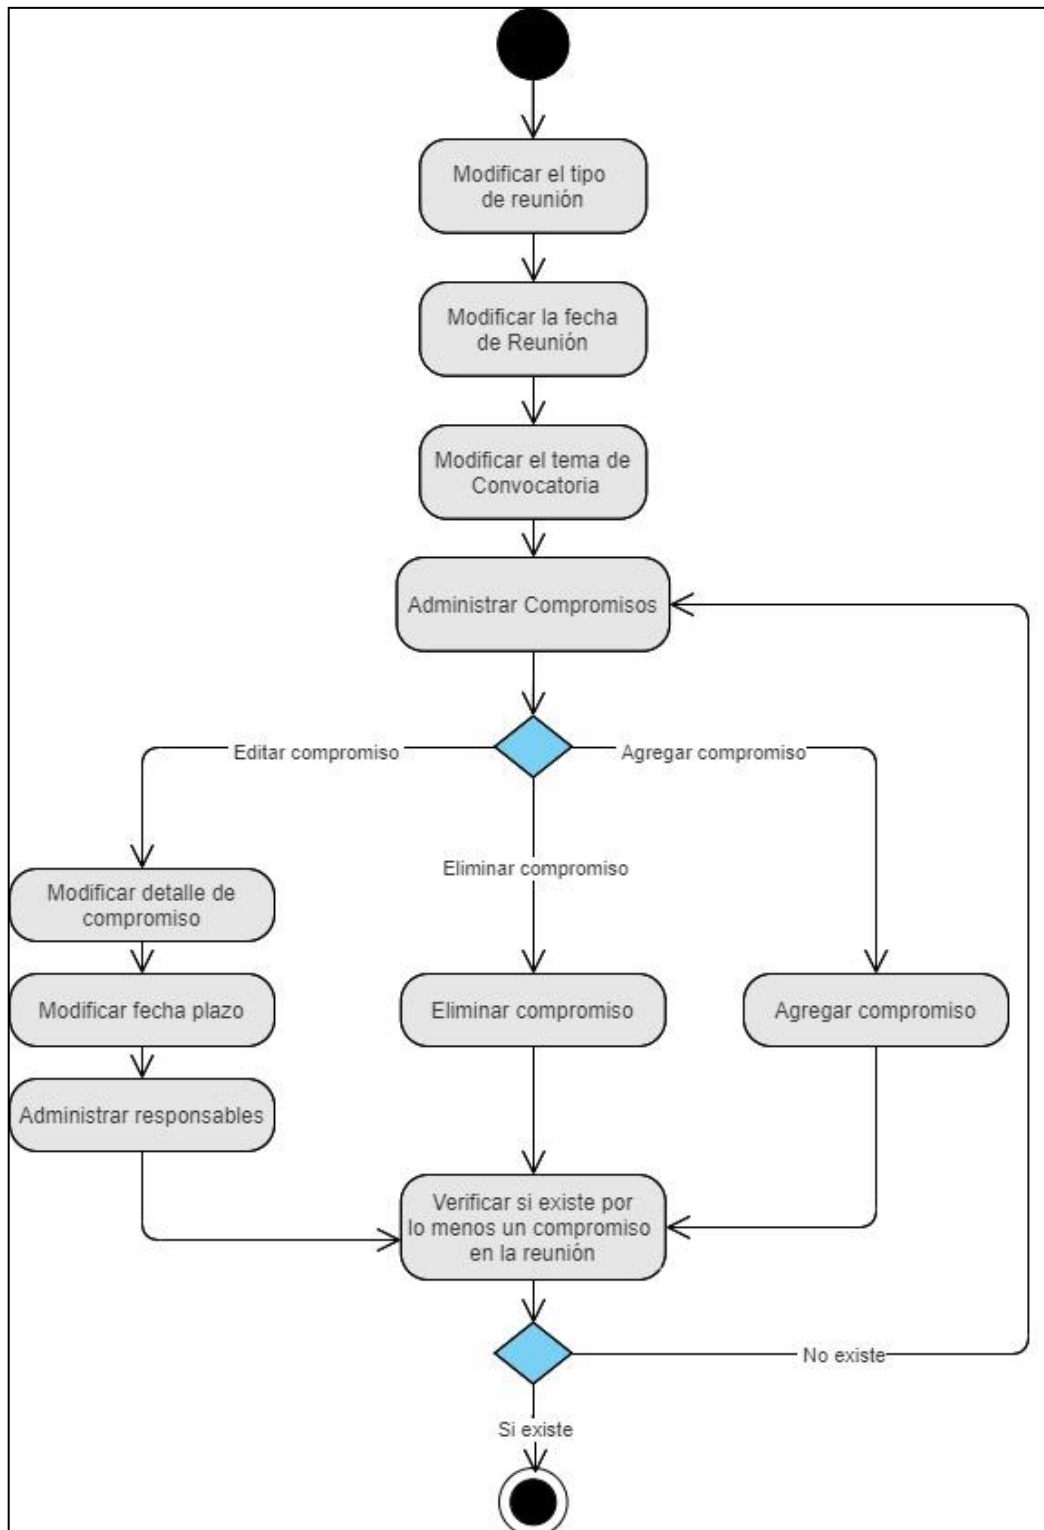 Modificar el tipo
de reunión
Modificar la fecha
de Reunión
Modificar el tema de
Convocatoria
Administrar Compromisos
Editar compromiso
Agregar compromiso
Eliminar compromiso
Modificar detalle de
compromiso
Modificar fecha plazo
Eliminar compromiso
Agregar compromiso
Administrar responsables
Verificar si existe por
lo menos un compromiso
en la reunión
No existe
Si existe